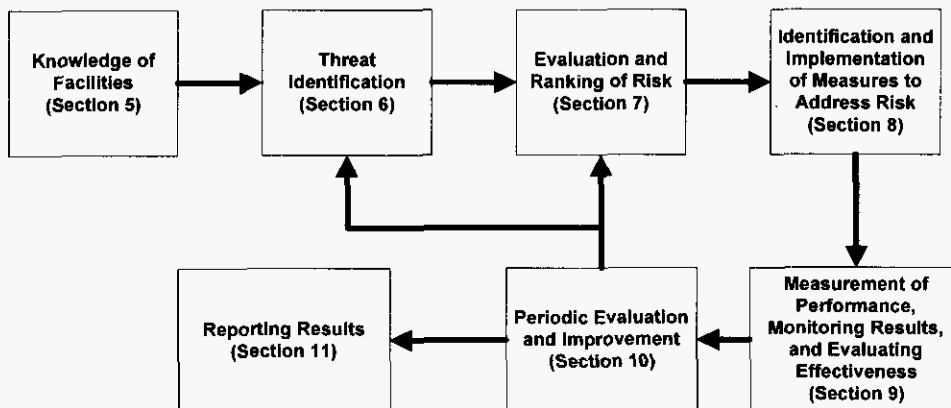 Knowledge of
Facilities
(Section 5)
Threat
Identification
(Section 6)
Evaluation and
Ranking of Risk
(Section 7)
Identification and
Implementation
of Measures to
Address Risk
(Section 8)
Reporting Results
(Section 11)
Periodic Evaluation
and Improvement
(Section 10)
Measurement of
Performance,
Monitoring Results,
and Evaluating
Effectiveness
(Section 9)